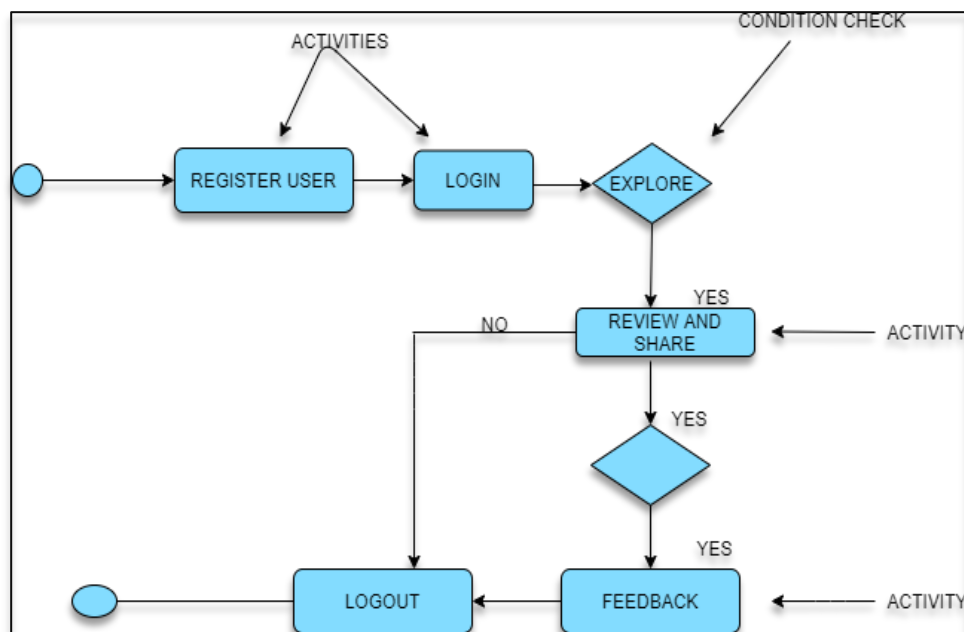 CONDITION CHECK
ACTIVITIES
REGISTER USER
LOGIN
EXPLORE
YES
REVIEW AND
SHARE
NO
ACTIVITY
YES
YES
LOGOUT
FEEDBACK
ACTIVITY